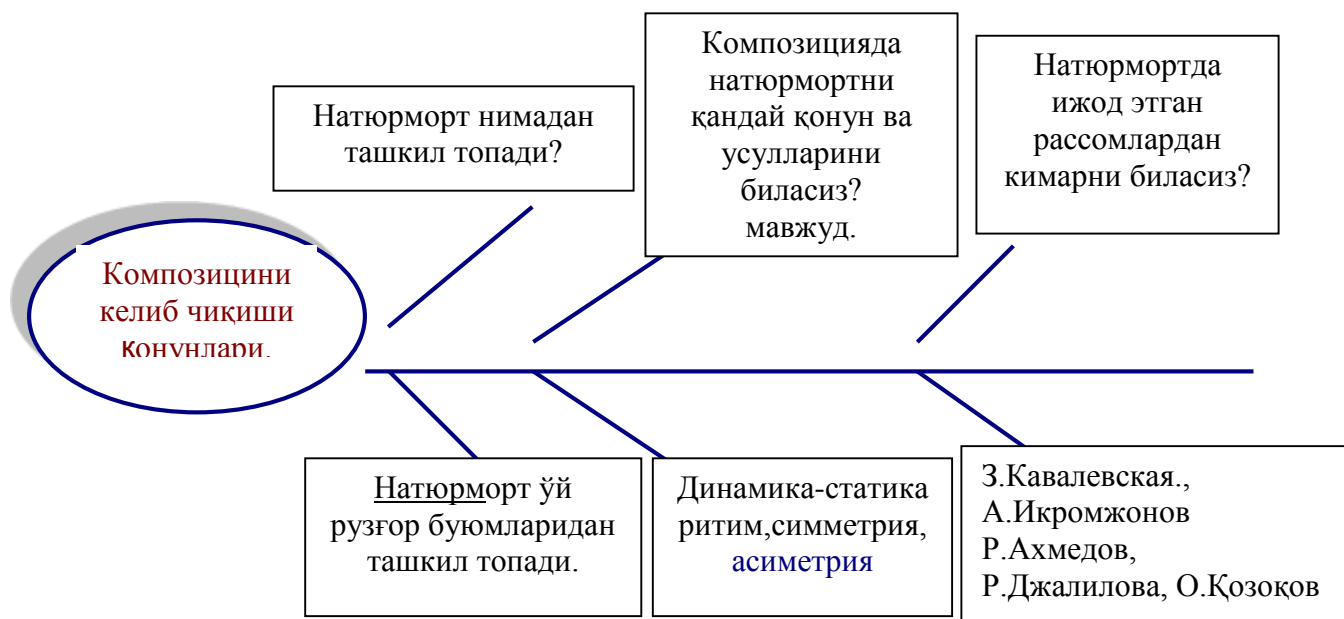 Натюрморт нимадан
ташкил топади?
Композицияда
натюрмортни
қандай қонун ва
усулларини
биласиз?
мавжуд.
Натюрмортда
ижод этган
рассомлардан
кимарни биласиз?
Композицини
келиб чиқиши
конунлари.
Натюрморт ўй
рузғор буюмларидан
ташкил топади.
Динамика-статика
ритим,симметрия,
асиметрия
З.Кавалевская.,
А.Икромжонов
Р.Ахмедов,
Р.Джалилова, О.Қозоқов